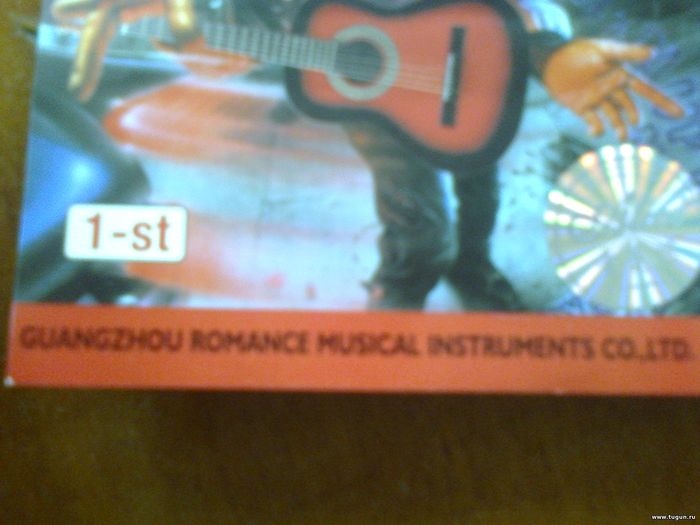 1-st
GUANGZHOU ROMANCE MUSICAL INSTRUMENTS CO.,LTD.
www.tugun.ru